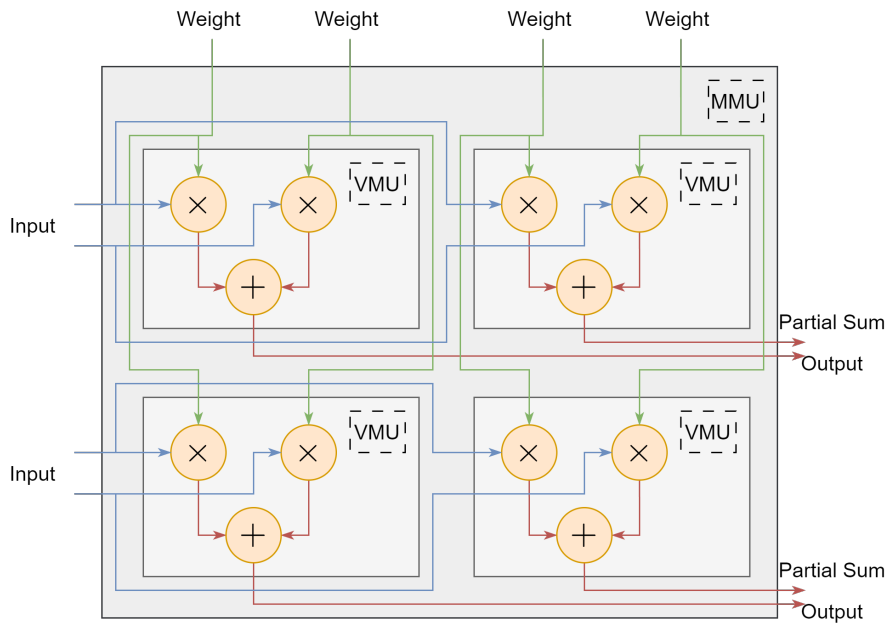 Weight
Weight
Weight
Weight
MMU
VMU
VMU
×
×
×
×
Input
+
+
Partial Sum
Output
VMU
VMU
×
×
×
×
Input
+
+
Partial Sum
Output